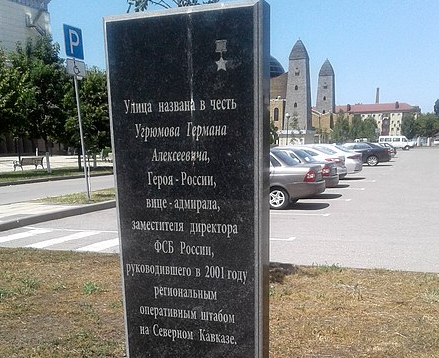 P
Улица названа в честь
Угрюмова Германа
Алексеевича,
Героя - России,
вице - адмирала,
заместителя директора
ФСБ России,
руководившего в 2001 году
региональным
оперативным штабом
на Северном Кавказе.